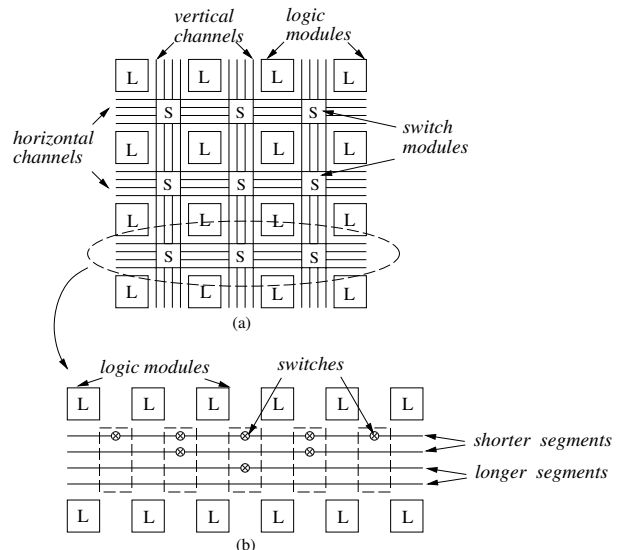 vertical channels
logic modules
L L L L
S S S
horizontal channels
L L L L
switch modules
S S S
L L L L
S S S
L L L L
(a)
logic modules
switches
L L L L L L
shorter segments
longer segments
L L L L L L
(b)